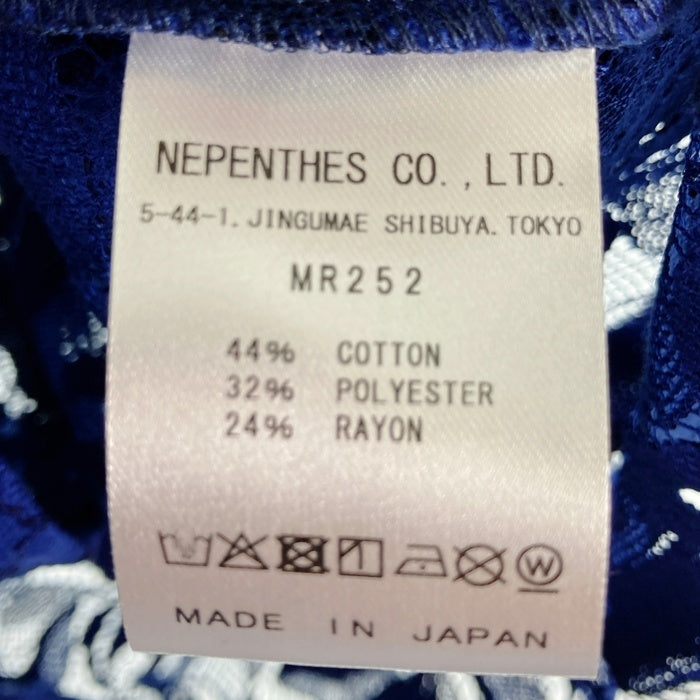 NEPENTHES CO., LTD.
5-44-1. JINGUMAE SHIBUYA. TOKYO
MR252
44% COTTON
32% POLYESTER
24% RAYON
W
MADE IN JAPAN